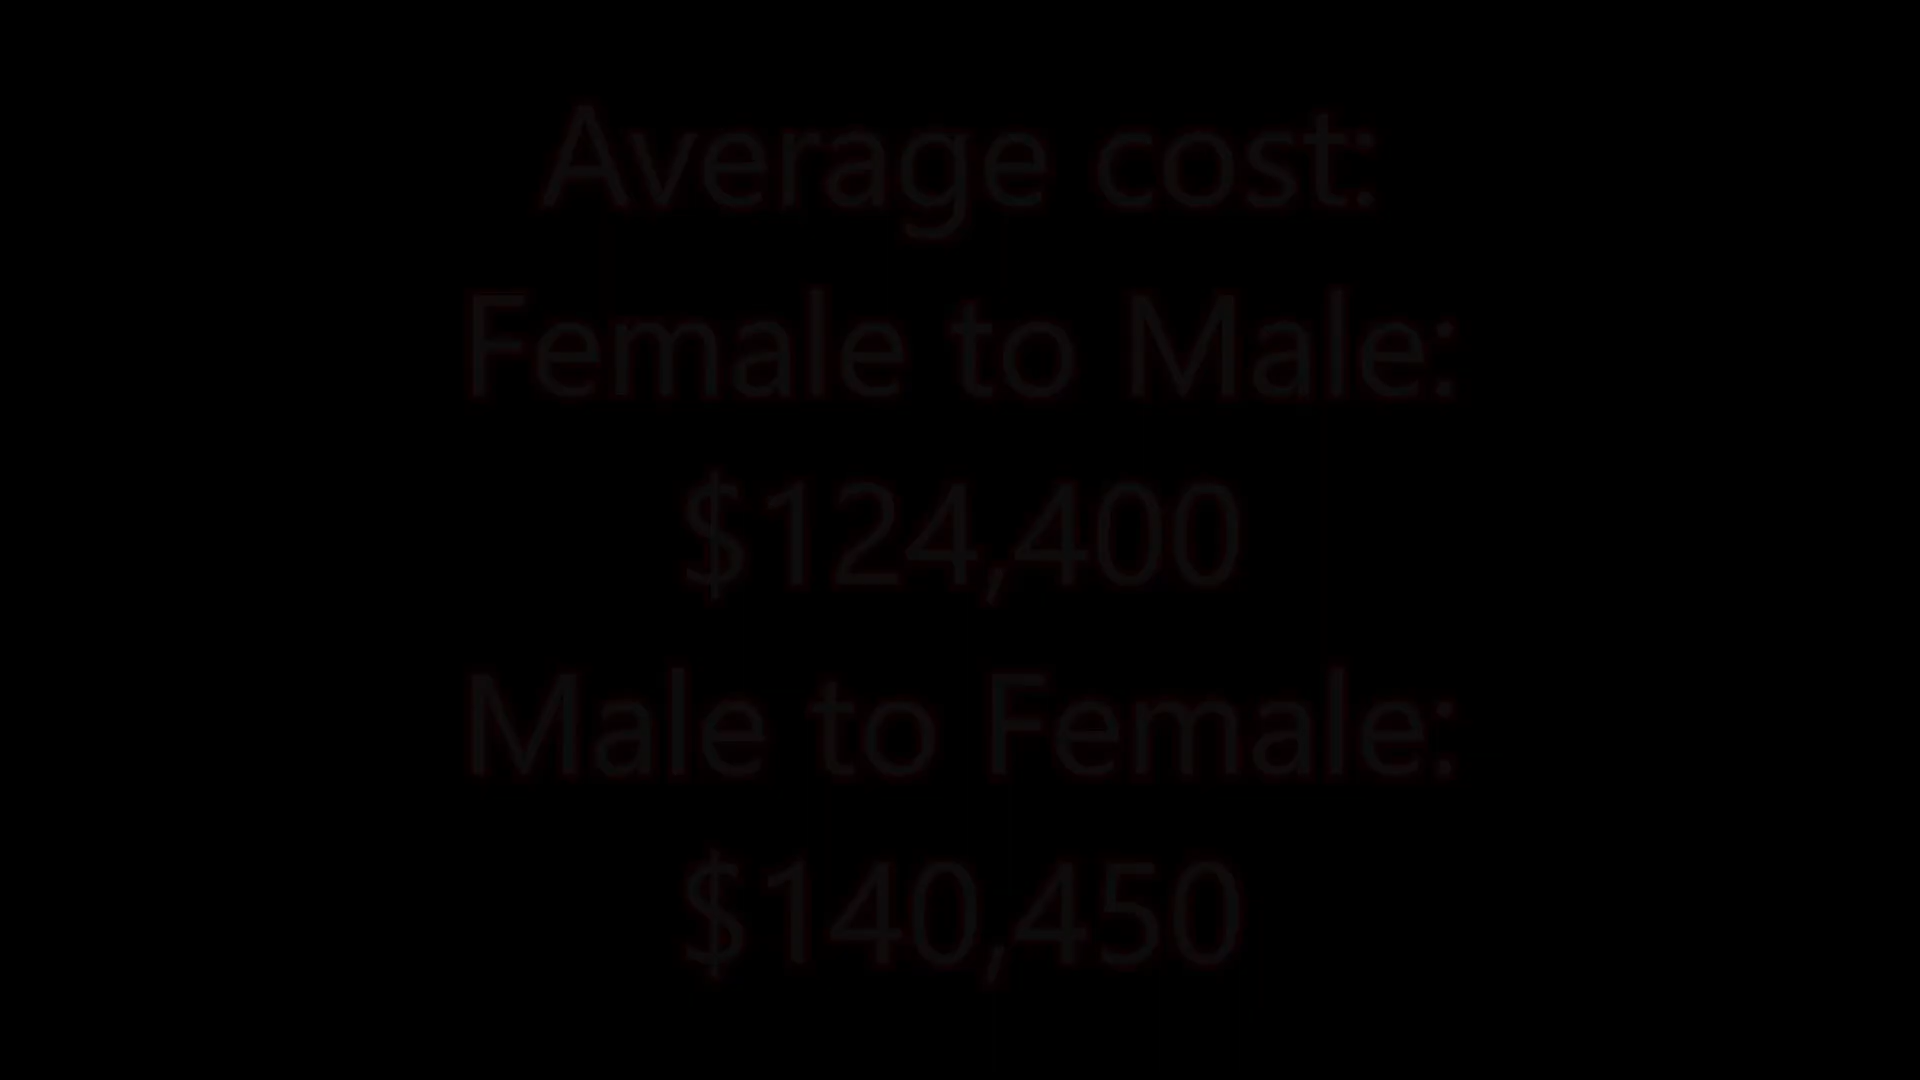 Average cost:
Female to Male:
$124,400
Male to Female:
$140,450